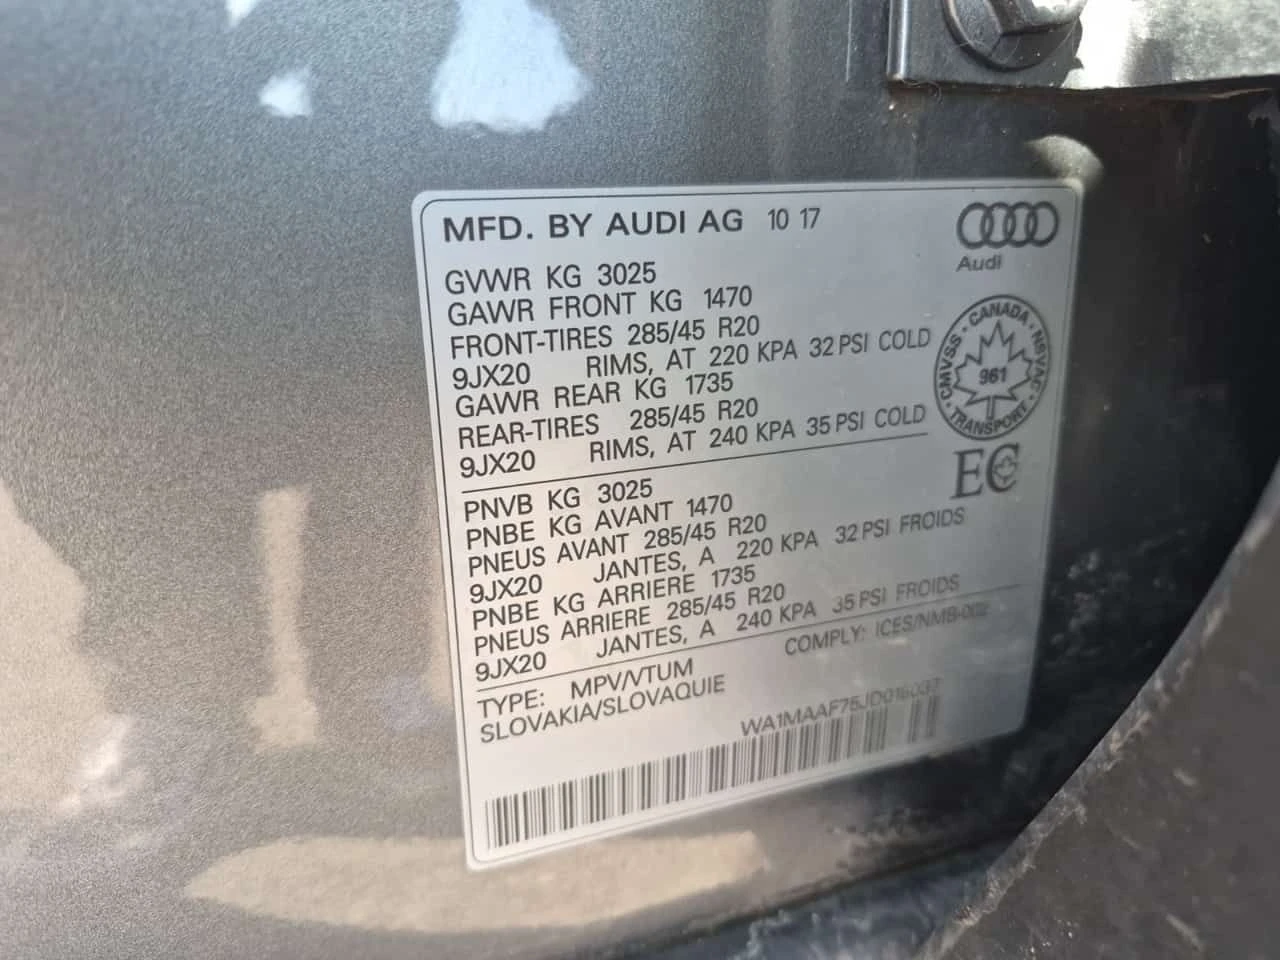 MFD. BY AUDI AG 10 17
Audi
GVWR KG 3025
GAWR FRONT KG 1470
FRONT-TIRES 285/45 R20
9JX20 RIMS, AT 220 KPA 32 PSI COLD
GAWR REAR KG 1735
REAR-TIRES 285/45 R20
9JX20 RIMS, AT 240 KPA 35 PSI COLD
CANADA · NSVAC · TRANSPORT · CMVSS
961
EC
PNVB KG 3025
PNBE KG AVANT 1470
PNEUS AVANT 285/45 R20
9JX20 JANTES, A 220 KPA 32 PSI FROIDS
PNBE KG ARRIERE 1735
PNEUS ARRIERE 285/45 R20
9JX20 JANTES, A 240 KPA 35 PSI FROIDS
TYPE: MPV/VTUM COMPLY: ICES/NMB-002
SLOVAKIA/SLOVAQUIE